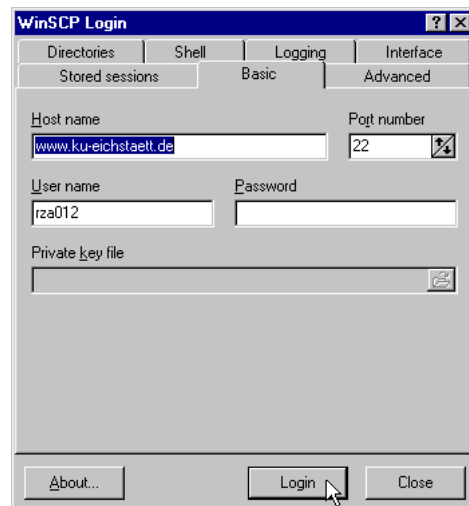 WinSCP Login
Directories Shell Logging Interface
Stored sessions Basic Advanced
Host name Port number
www.ku-eichstaett.de 22
User name Password
rza012
Private key file
About... Login Close